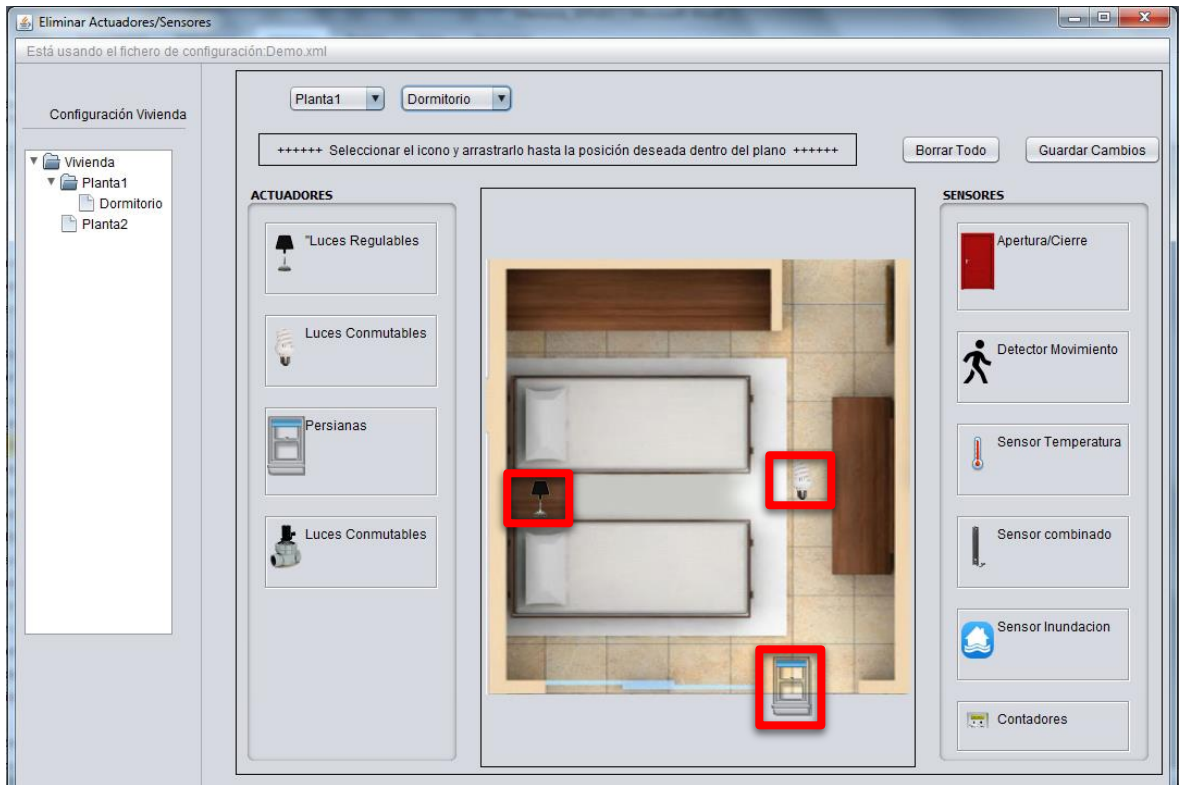 Eliminar Actuadores/Sensores
Está usando el fichero de configuración:Demo.xml
Configuración Vivienda
Vivienda
Planta1
Dormitorio
Planta2
Planta1
Dormitorio
++++++ Seleccionar el icono y arrastrarlo hasta la posición deseada dentro del plano ++++++
Borrar Todo
Guardar Cambios
ACTUADORES
"Luces Regulables
Luces Conmutables
Persianas
Luces Conmutables
SENSORES
Apertura/Cierre
Detector Movimiento
Sensor Temperatura
Sensor combinado
Sensor Inundacion
Contadores